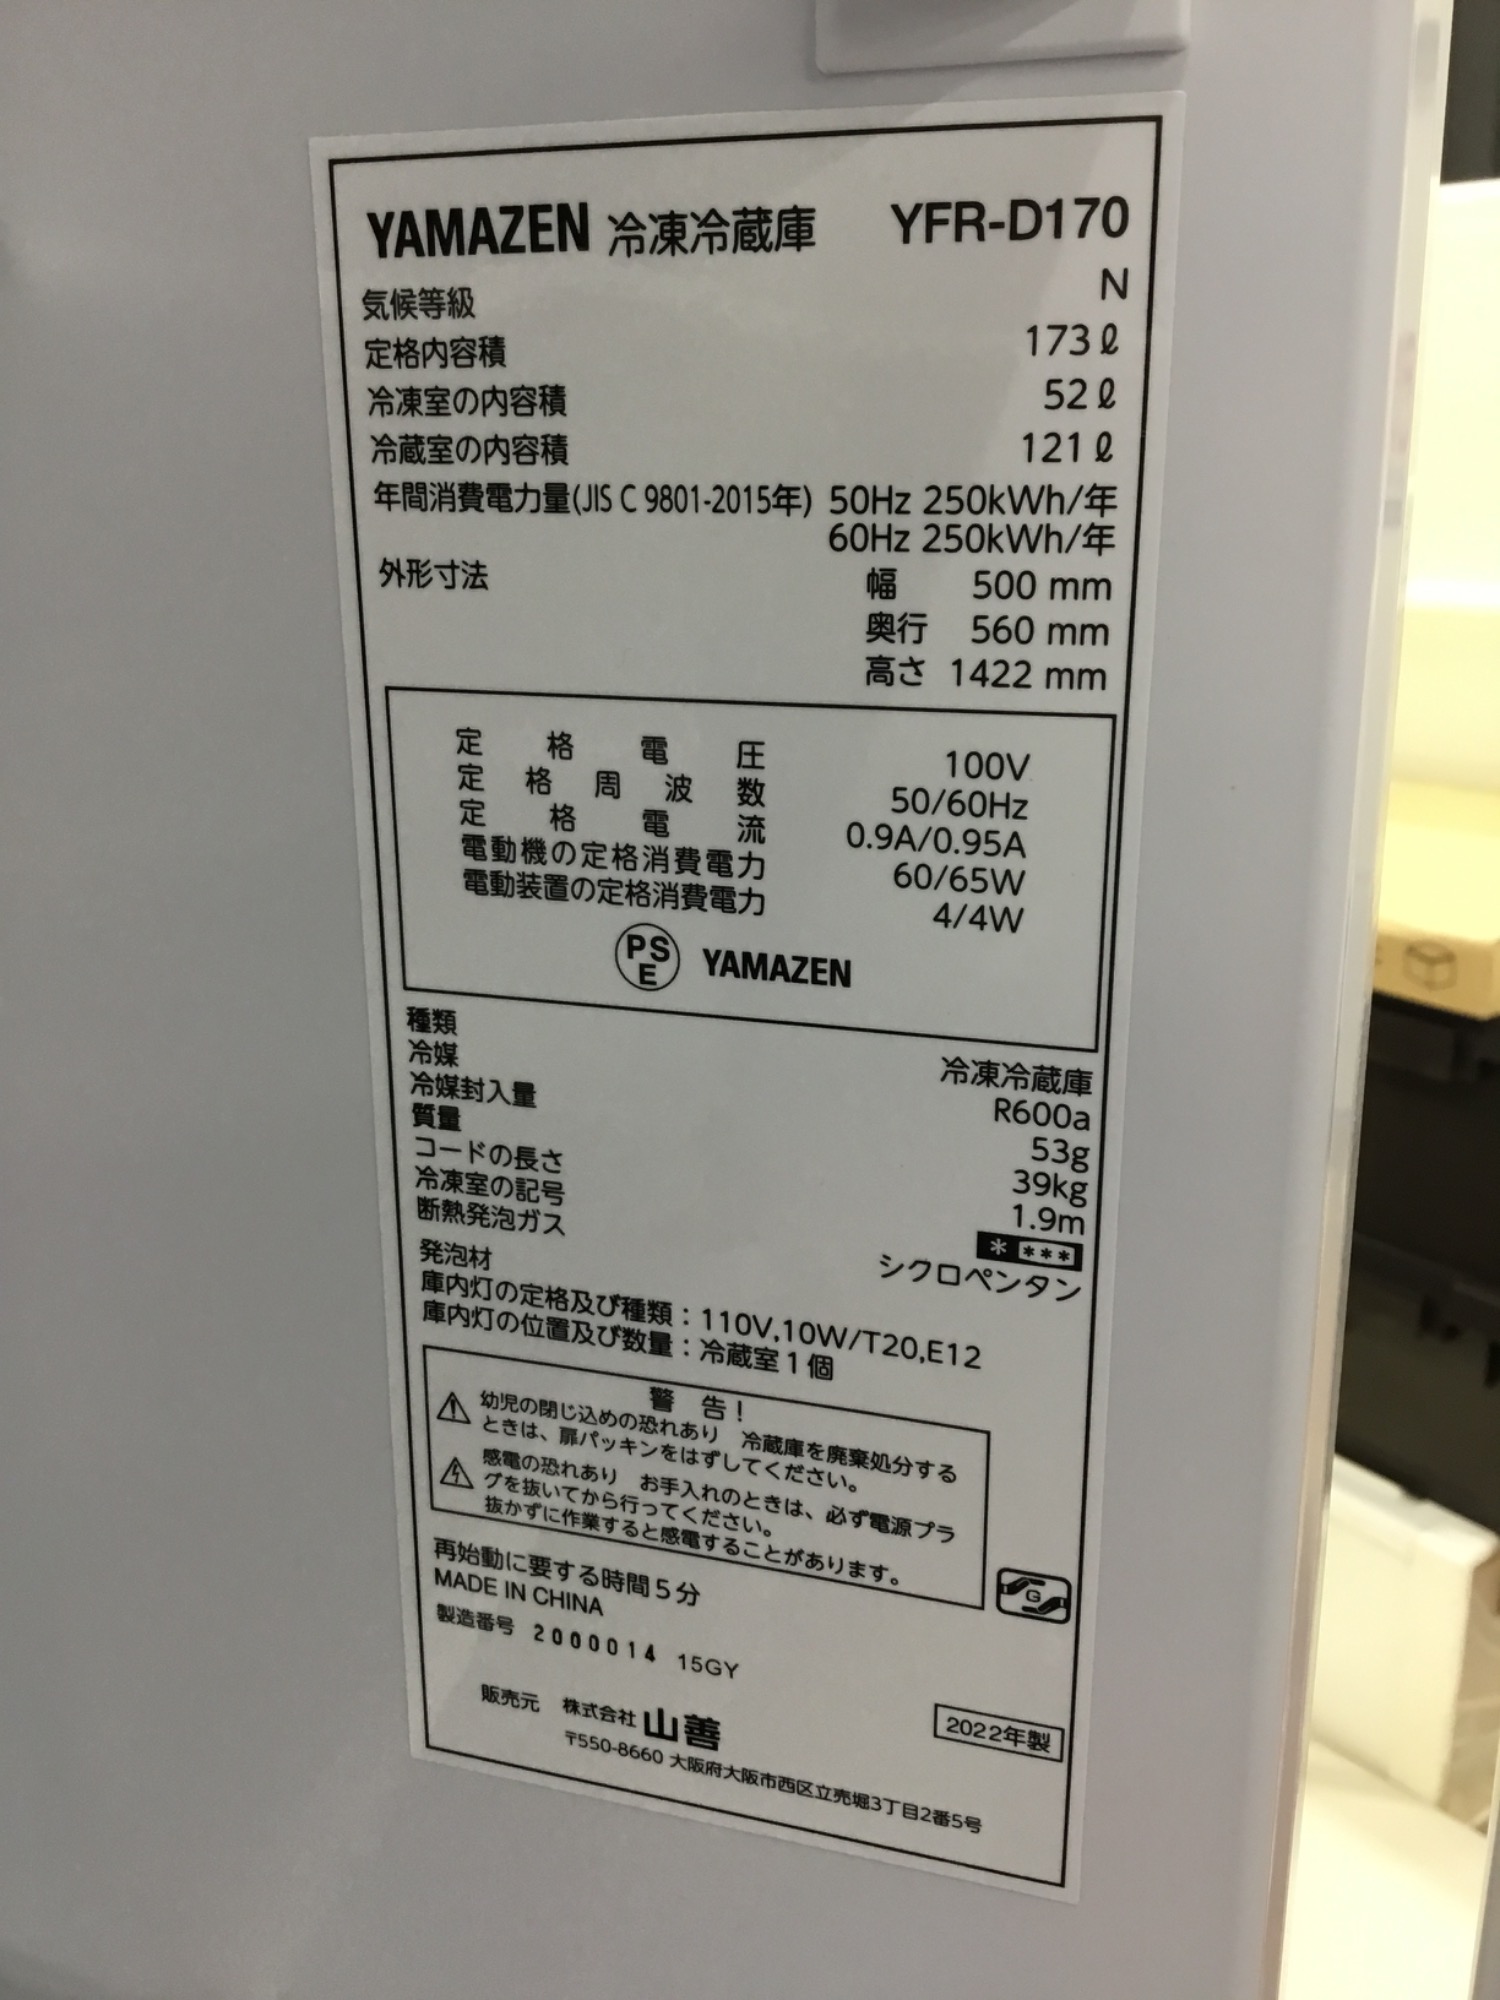 YAMAZEN 冷凍冷蔵庫 YFR-D170
気候等級 N
定格内容積 173ℓ
冷凍室の内容積 52ℓ
冷蔵室の内容積 121ℓ
年間消費電力量(JIS C 9801-2015年) 50Hz 250kWh/年
60Hz 250kWh/年
外形寸法 幅 500 mm
奥行 560 mm
高さ 1422 mm
定格電圧 100V
定格周波数 50/60Hz
定格電流 0.9A/0.95A
電動機の定格消費電力 60/65W
電動装置の定格消費電力 4/4W
PSE YAMAZEN
種類 冷凍冷蔵庫
冷媒 R600a
冷媒封入量 53g
質量 39kg
コードの長さ 1.9m
冷凍室の記号 * ***
断熱発泡ガス シクロペンタン
発泡材
庫内灯の定格及び種類：110V,10W/T20,E12
庫内灯の位置及び数量：冷蔵室1個
警告！
幼児の閉じ込めの恐れあり 冷蔵庫を廃棄処分する
ときは、扉パッキンをはずしてください。
感電の恐れあり お手入れのときは、必ず電源プラ
グを抜いてから行ってください。
抜かずに作業すると感電することがあります。
再始動に要する時間5分
MADE IN CHINA
G
製造番号 2000014 15GY
販売元 株式会社 山善
2022年製
〒550-8660 大阪府大阪市西区立売堀3丁目2番5号